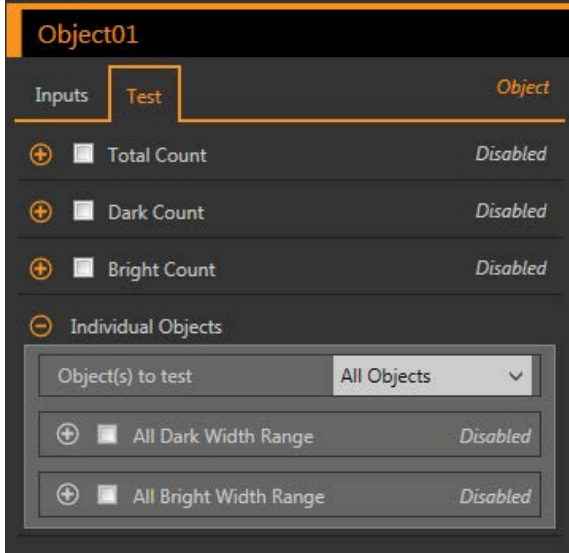 Object01
Inputs Test Object
Total Count Disabled
Dark Count Disabled
Bright Count Disabled
Individual Objects
Object(s) to test All Objects
All Dark Width Range Disabled
All Bright Width Range Disabled